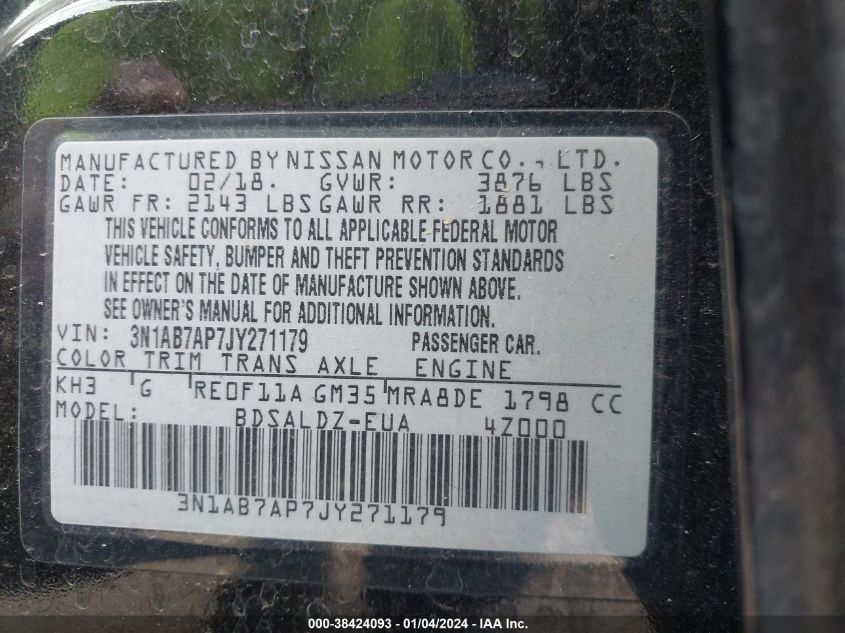 MANUFACTURED BY NISSAN MOTOR CO., LTD.
DATE: 02/18. GVWR: 3876 LBS
GAWR FR: 2143 LBS GAWR RR: 1881 LBS
THIS VEHICLE CONFORMS TO ALL APPLICABLE FEDERAL MOTOR
VEHICLE SAFETY, BUMPER AND THEFT PREVENTION STANDARDS
IN EFFECT ON THE DATE OF MANUFACTURE SHOWN ABOVE.
SEE OWNER'S MANUAL FOR ADDITIONAL INFORMATION.
VIN: 3N1AB7AP7JY271179 PASSENGER CAR.
COLOR TRIM TRANS AXLE ENGINE
KH3 G RE0F11A GM35 MRA8DE 1798 CC
MODEL: BDSALDZ-EUA 4Z000
3N1AB7AP7JY271179
000-38424093 - 01/04/2024 - IAA Inc.